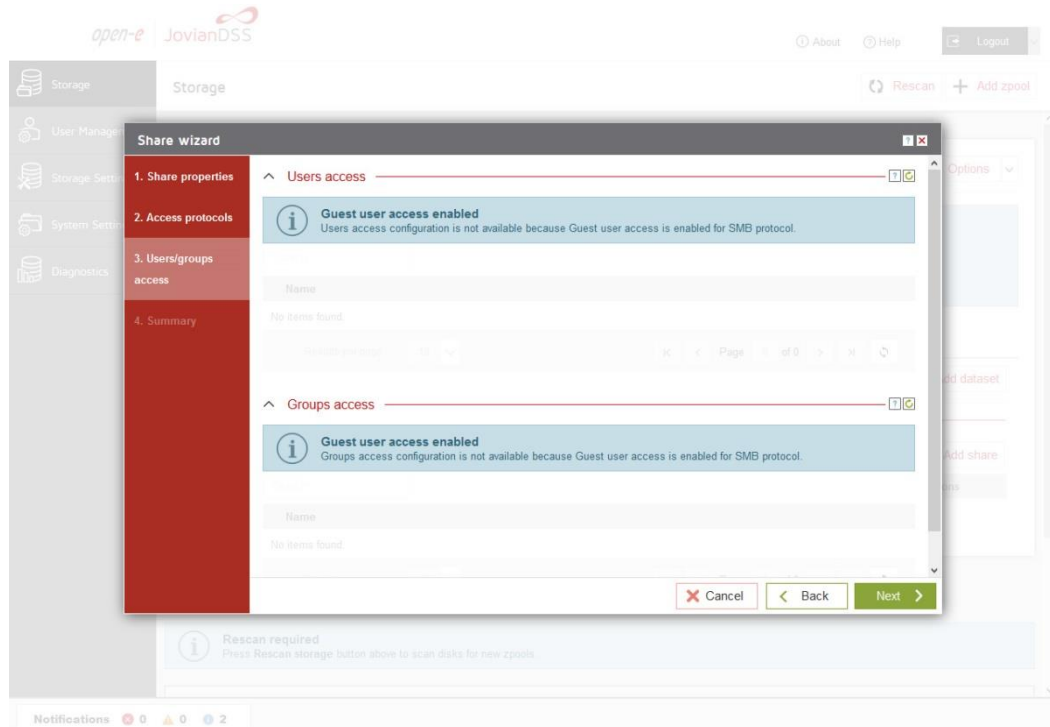 open-e JovianDSS
About Help Logout
Storage
Storage
Rescan Add zpool
User Manage
Storage Settin
System Settin
Diagnostics
Options
Share wizard
1. Share properties
2. Access protocols
3. Users/groups
access
4. Summary
Users access
Guest user access enabled
Users access configuration is not available because Guest user access is enabled for SMB protocol.
Name
No items found.
Page 1 of 0
Groups access
Guest user access enabled
Groups access configuration is not available because Guest user access is enabled for SMB protocol.
Name
No items found.
dd dataset
Add share
Cancel Back Next
Rescan required
Press Rescan storage button above to scan disks for new zpools.
Notifications 0 0 2